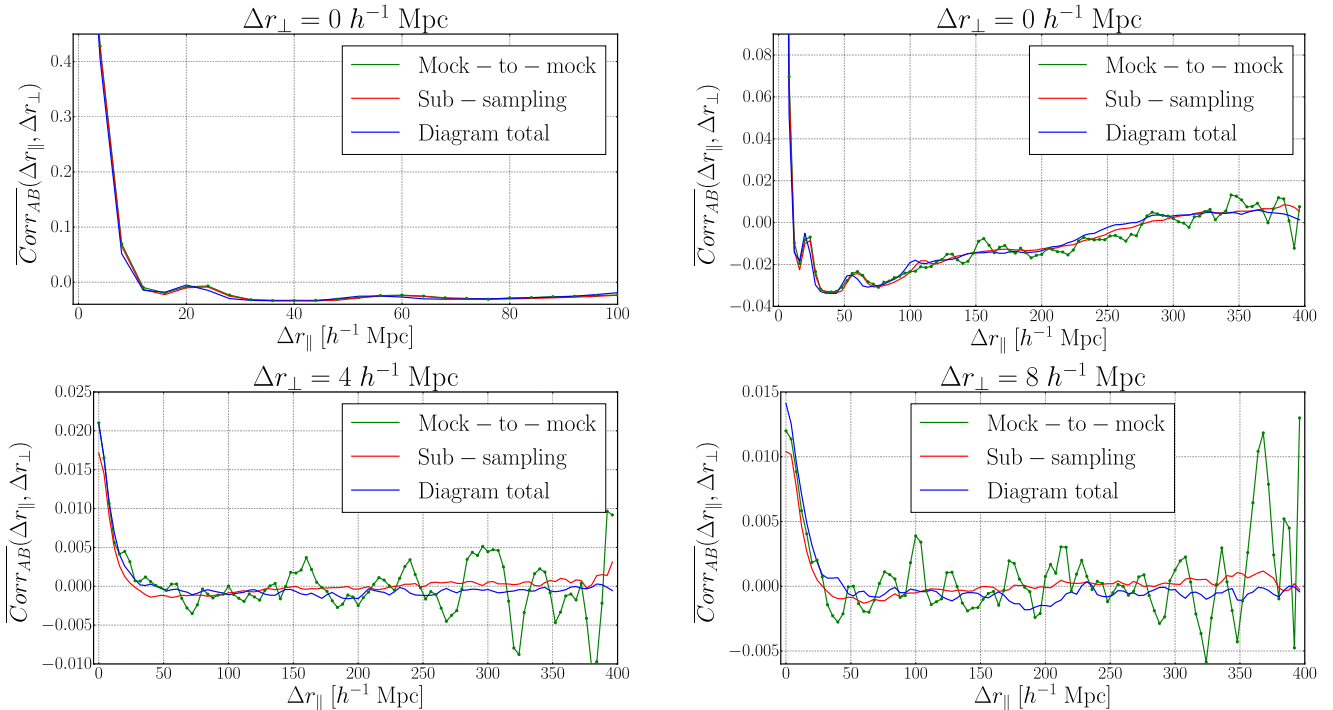 Δr⊥ = 0 h⁻¹ Mpc
0.4
0.3
0.2
0.1
0.0
Corr_AB(Δr∥, Δr⊥)
Mock − to − mock
Sub − sampling
Diagram total
0 20 40 60 80 100
Δr∥ [h⁻¹ Mpc]
Δr⊥ = 0 h⁻¹ Mpc
0.08
0.06
0.04
0.02
0.00
−0.02
−0.04
Corr_AB(Δr∥, Δr⊥)
Mock − to − mock
Sub − sampling
Diagram total
0 50 100 150 200 250 300 350 400
Δr∥ [h⁻¹ Mpc]
Δr⊥ = 4 h⁻¹ Mpc
0.025
0.020
0.015
0.010
0.005
0.000
−0.005
−0.010
Corr_AB(Δr∥, Δr⊥)
Mock − to − mock
Sub − sampling
Diagram total
0 50 100 150 200 250 300 350 400
Δr∥ [h⁻¹ Mpc]
Δr⊥ = 8 h⁻¹ Mpc
0.015
0.010
0.005
0.000
−0.005
Corr_AB(Δr∥, Δr⊥)
Mock − to − mock
Sub − sampling
Diagram total
0 50 100 150 200 250 300 350 400
Δr∥ [h⁻¹ Mpc]